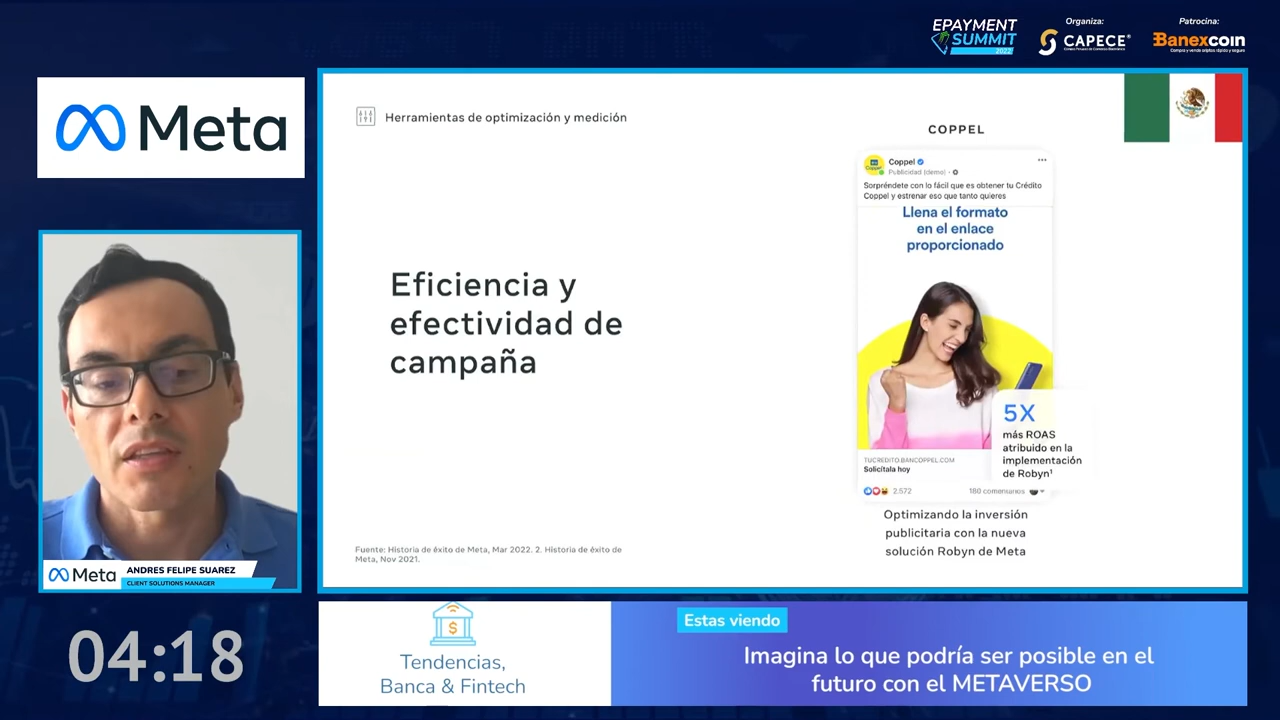 EPAYMENT
SUMMIT
2022
Organiza:
CAPECE
Patrocina:
Banexcoin
Meta
Herramientas de optimización y medición
COPPEL
Coppel
Publicidad (demo)
Sorpréndete con lo fácil que es obtener tu Crédito
Coppel y estrenar eso que tanto quieres
Llena el formato
en el enlace
proporcionado
Eficiencia y
efectividad de
campaña
5X
más ROAS
atribuido en la
implementación
de Robyn¹
TUCREDITO.BANCOPPEL.COM
Solicítala hoy
2.572
180 comentarios
Optimizando la inversión
publicitaria con la nueva
solución Robyn de Meta
Fuente: Historia de éxito de Meta, Mar 2022. 2. Historia de éxito de
Meta, Nov 2021.
Meta
ANDRES FELIPE SUAREZ
CLIENT SOLUTIONS MANAGER
04:18
Tendencias,
Banca & Fintech
Estas viendo
Imagina lo que podría ser posible en el
futuro con el METAVERSO